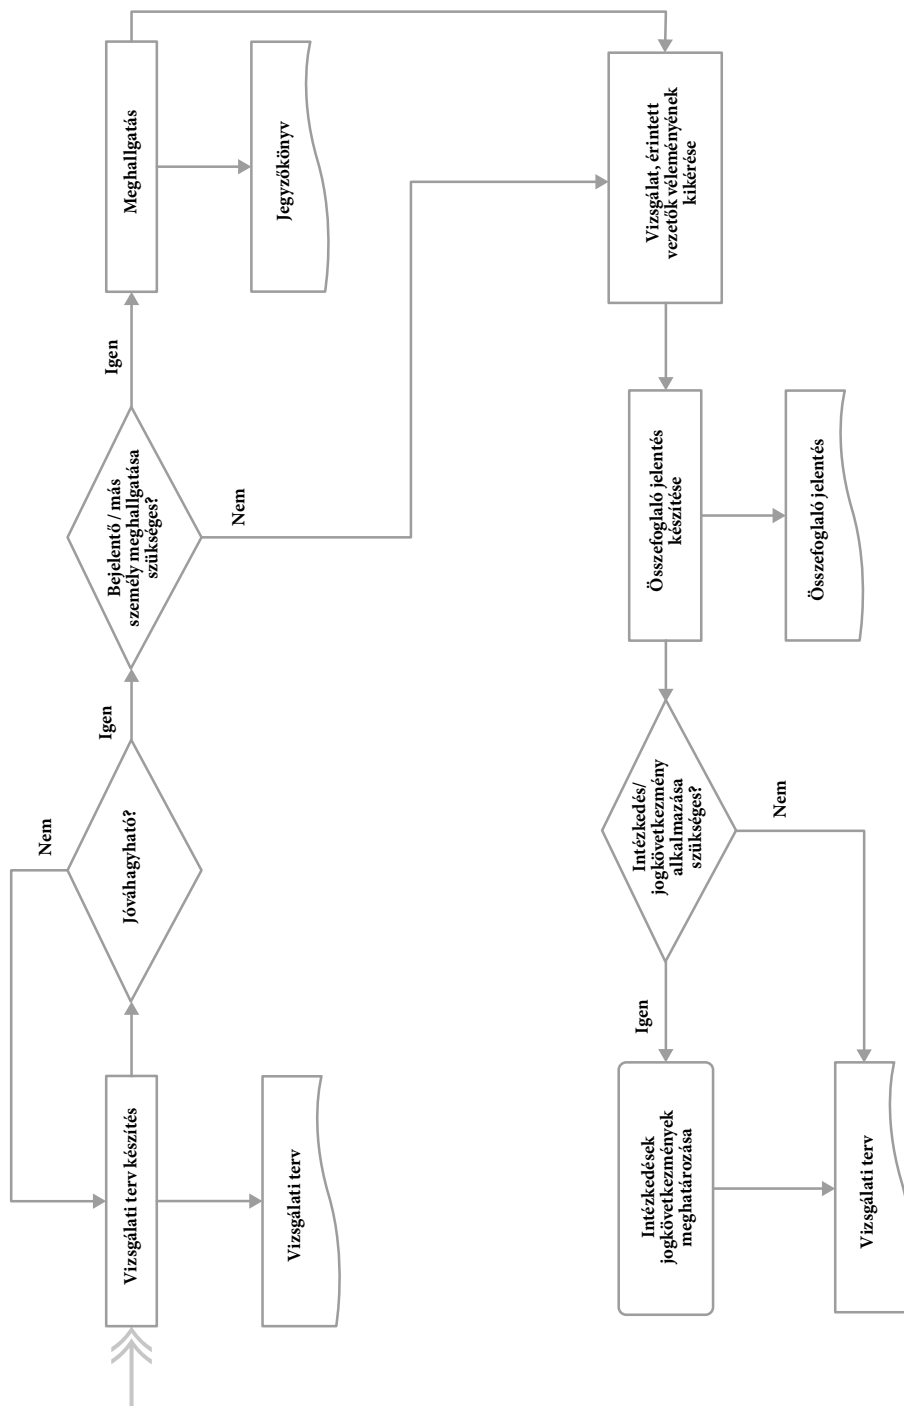 Vizsgálati terv készítés
Vizsgálati terv
Jóváhagyható?
Nem
Igen
Bejelentő / más
személy meghallgatása
szükséges?
Igen
Nem
Meghallgatás
Jegyzőkönyv
Vizsgálat, érintett
vezetők véleményének
kikérése
Összefoglaló jelentés
készítése
Összefoglaló jelentés
Intézkedés/
jogkövetkezmény
alkalmazása
szükséges?
Igen
Nem
Intézkedések
jogkövetkezmények
meghatározása
Vizsgálati terv